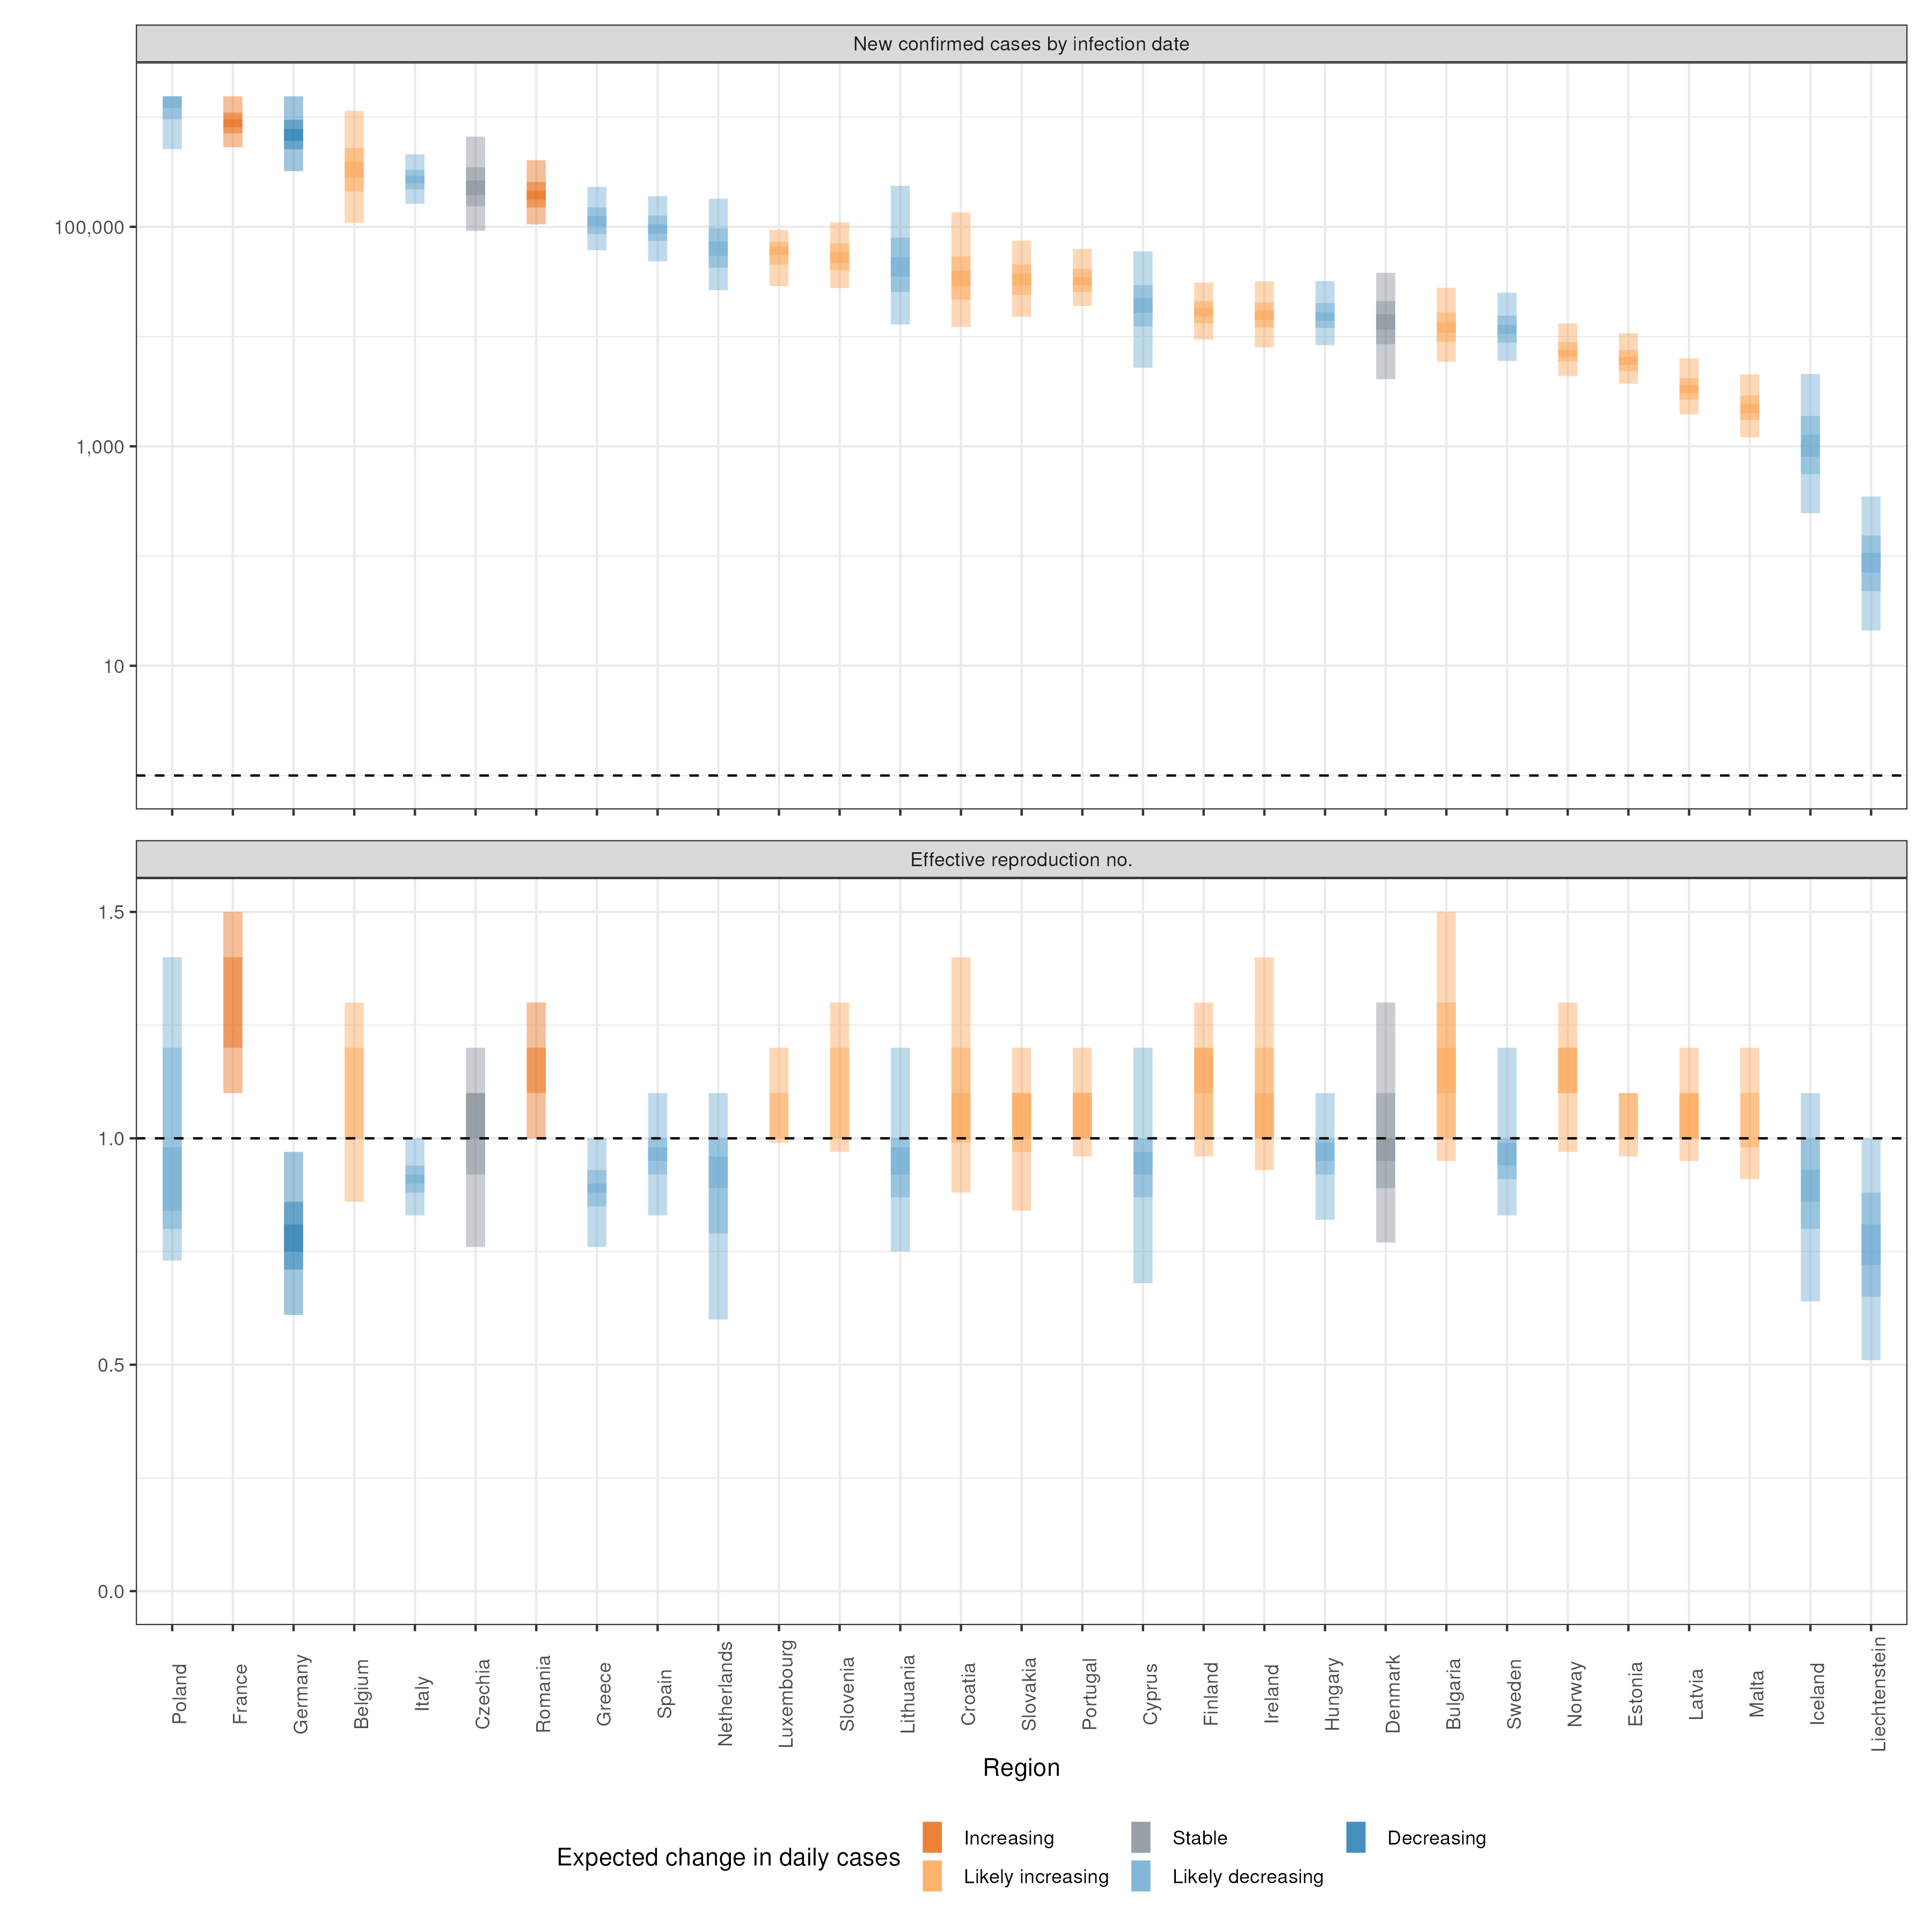 New confirmed cases by infection date
100,000
1,000
10
Effective reproduction no.
1.5
1.0
0.5
0.0
Poland
France
Germany
Belgium
Italy
Czechia
Romania
Greece
Spain
Netherlands
Luxembourg
Slovenia
Lithuania
Croatia
Slovakia
Portugal
Cyprus
Finland
Ireland
Hungary
Denmark
Bulgaria
Sweden
Norway
Estonia
Latvia
Malta
Iceland
Liechtenstein
Region
Expected change in daily cases
Increasing
Stable
Decreasing
Likely increasing
Likely decreasing